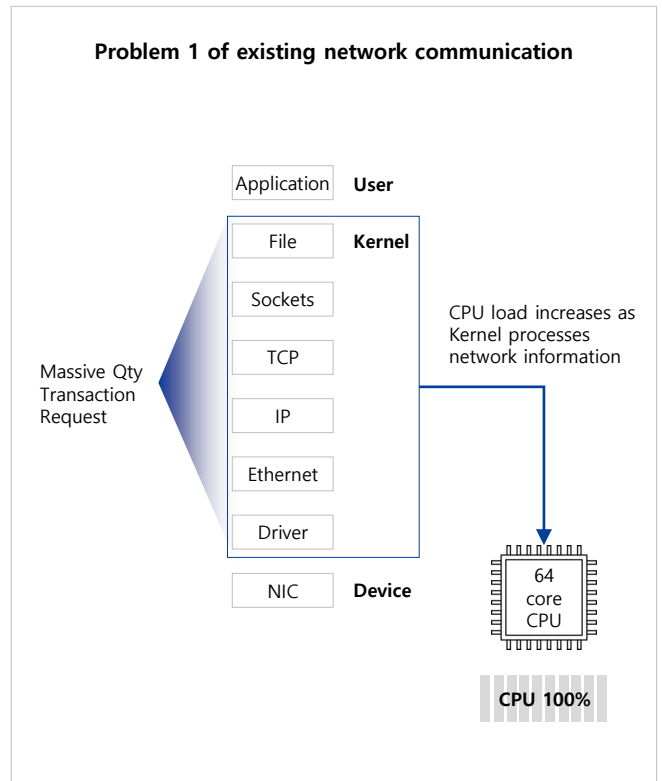 Problem 1 of existing network communication
Application
User
File
Kernel
Sockets
TCP
IP
Ethernet
Driver
NIC
Device
Massive Qty
Transaction
Request
CPU load increases as
Kernel processes
network information
64
core
CPU
CPU 100%